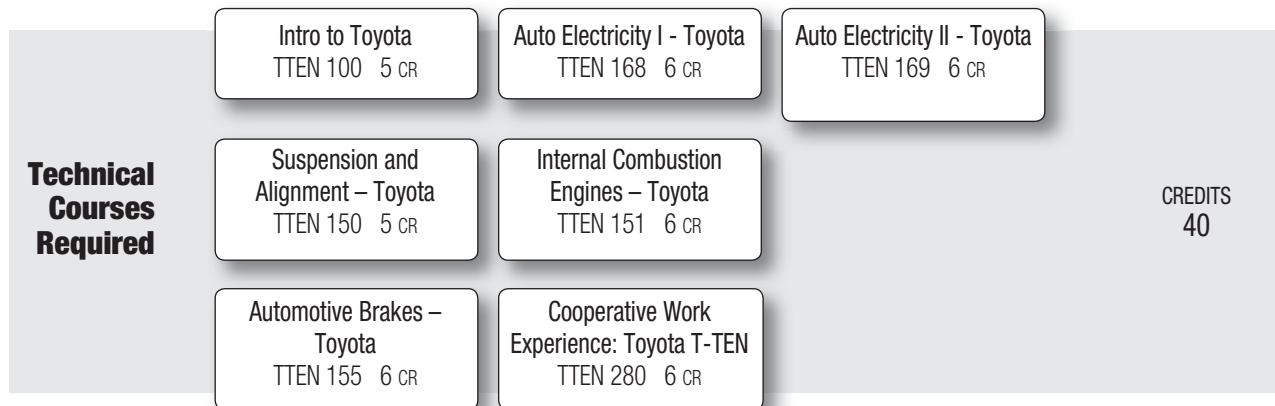 Intro to Toyota
TTEN 100 5 CR
Auto Electricity I - Toyota
TTEN 168 6 CR
Auto Electricity II - Toyota
TTEN 169 6 CR
Technical
Courses
Required
Suspension and
Alignment – Toyota
TTEN 150 5 CR
Internal Combustion
Engines – Toyota
TTEN 151 6 CR
CREDITS
40
Automotive Brakes –
Toyota
TTEN 155 6 CR
Cooperative Work
Experience: Toyota T-TEN
TTEN 280 6 CR